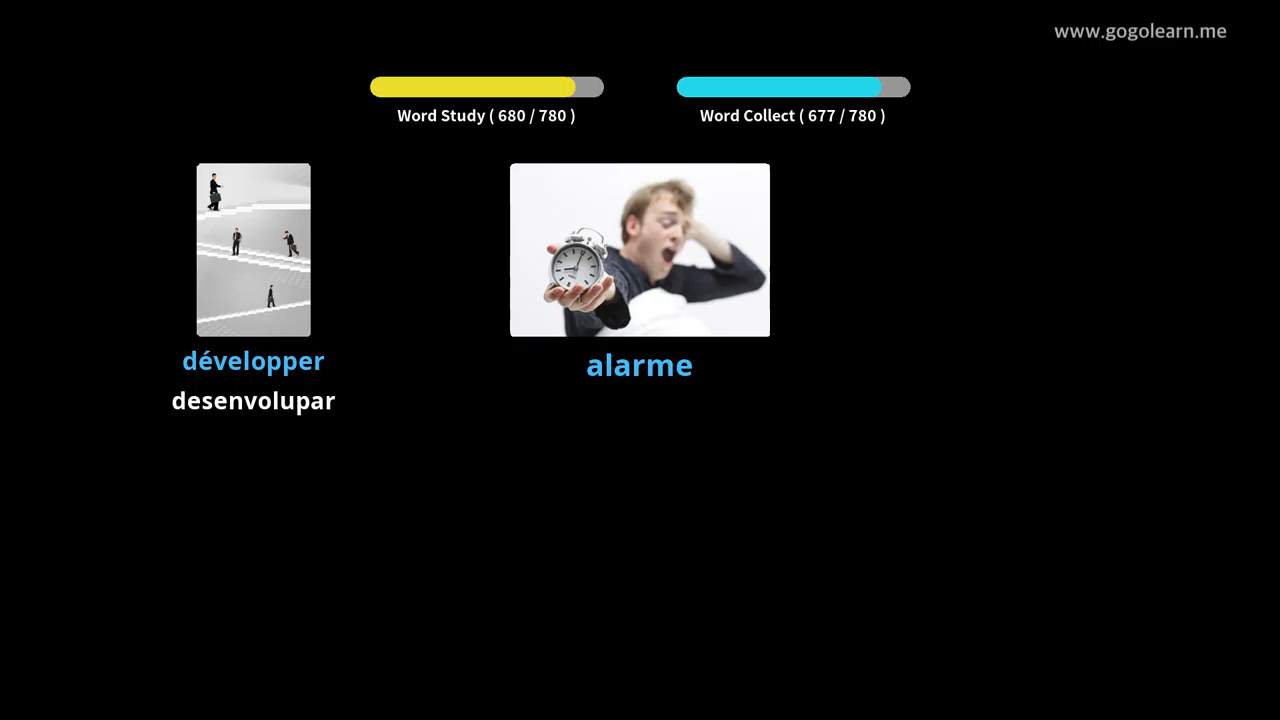 www.gogolearn.me
Word Study ( 680 / 780 )
Word Collect ( 677 / 780 )
développer
desenvolupar
alarme